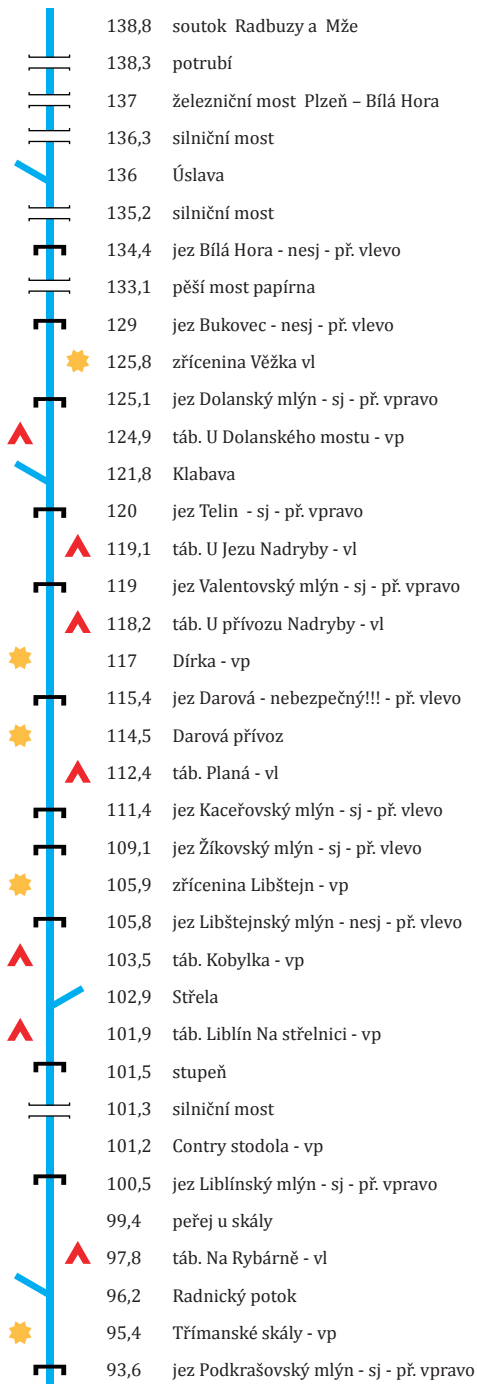 138,8 soutok Radbuzy a Mže
138,3 potrubí
137 železniční most Plzeň – Bílá Hora
136,3 silniční most
136 Úslava
135,2 silniční most
134,4 jez Bílá Hora - nesj - př. vlevo
133,1 pěší most papírna
129 jez Bukovec - nesj - př. vlevo
125,8 zřícenina Věžka vl
125,1 jez Dolanský mlýn - sj - př. vpravo
124,9 táb. U Dolanského mostu - vp
121,8 Klabava
120 jez Telin - sj - př. vpravo
119,1 táb. U Jezu Nadryby - vl
119 jez Valentovský mlýn - sj - př. vpravo
118,2 táb. U přívozu Nadryby - vl
117 Dírka - vp
115,4 jez Darová - nebezpečný!!! - př. vlevo
114,5 Darová přívoz
112,4 táb. Planá - vl
111,4 jez Kaceřovský mlýn - sj - př. vlevo
109,1 jez Žíkovský mlýn - sj - př. vlevo
105,9 zřícenina Libštejn - vp
105,8 jez Libštejnský mlýn - nesj - př. vlevo
103,5 táb. Kobylka - vp
102,9 Střela
101,9 táb. Liblín Na střelnici - vp
101,5 stupeň
101,3 silniční most
101,2 Contry stodola - vp
100,5 jez Liblínský mlýn - sj - př. vpravo
99,4 peřej u skály
97,8 táb. Na Rybárně - vl
96,2 Radnický potok
95,4 Třímanské skály - vp
93,6 jez Podkrašovský mlýn - sj - př. vpravo